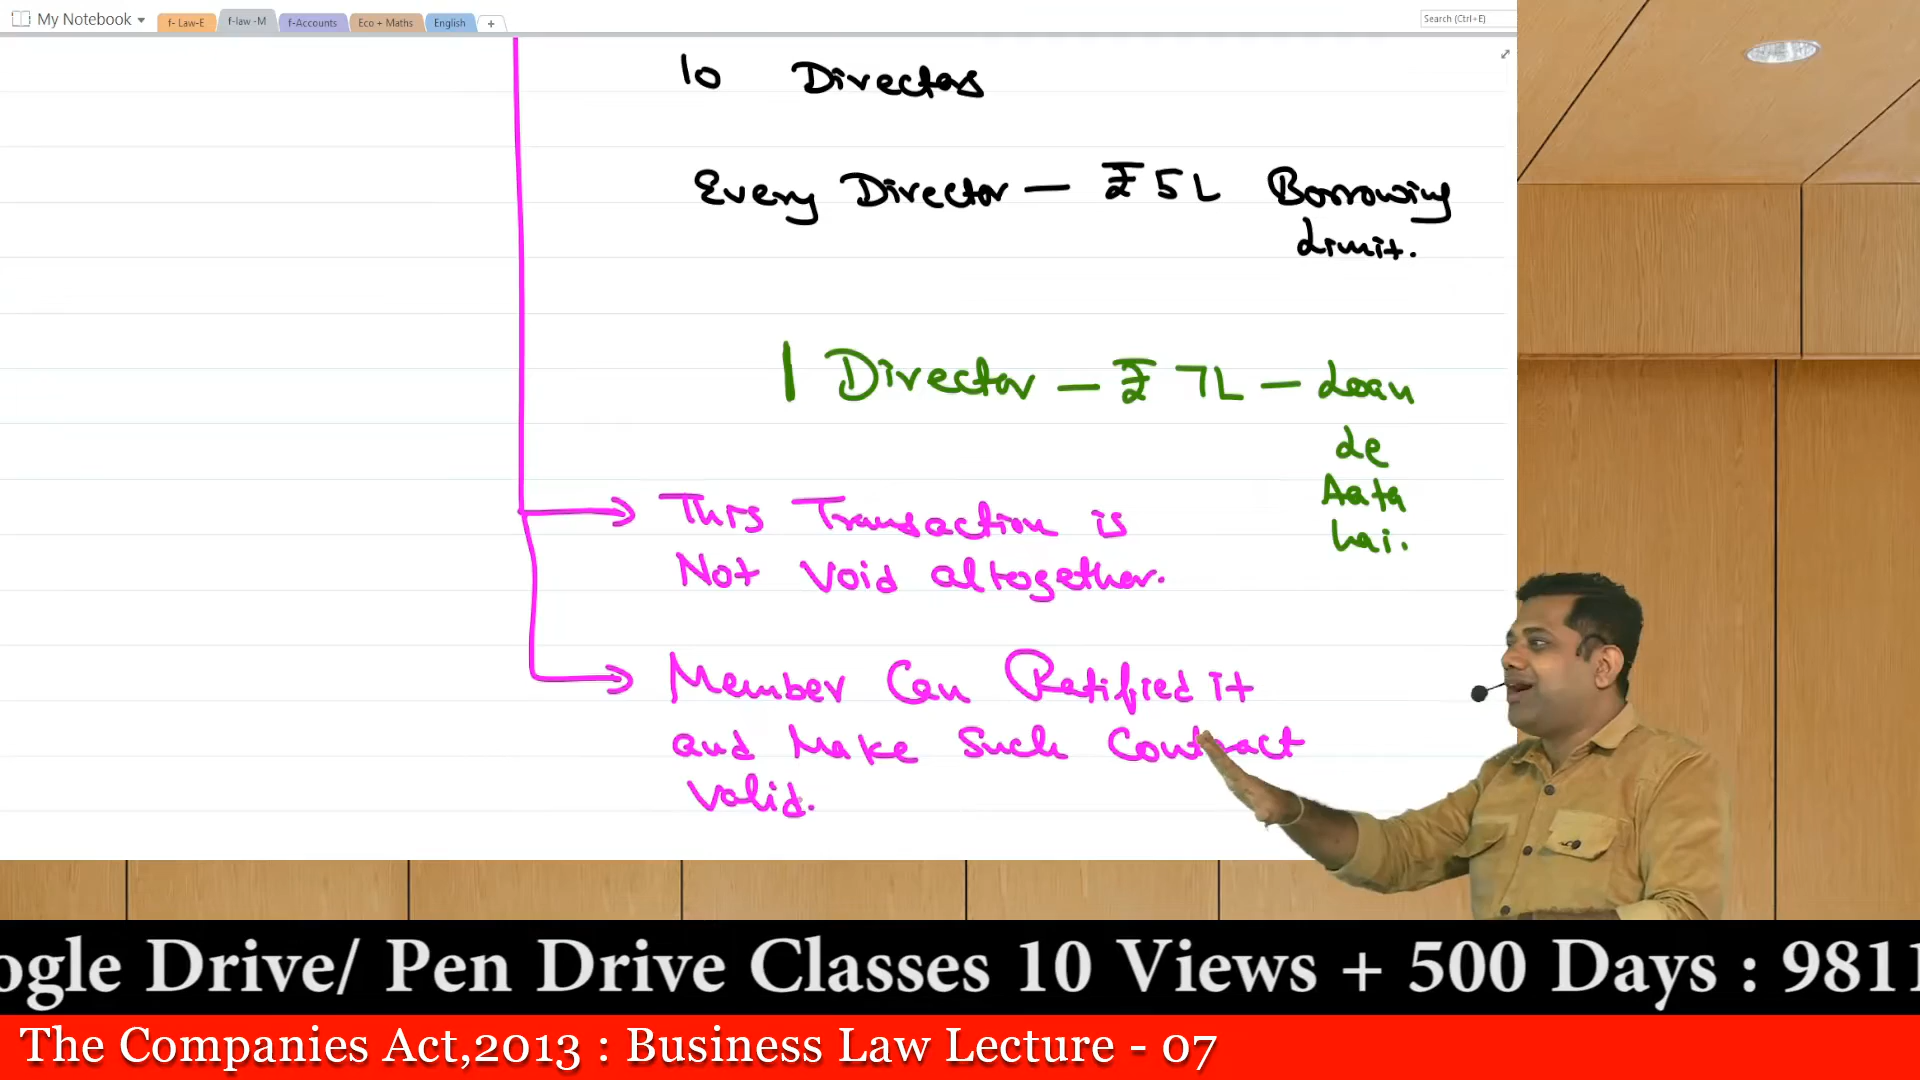 My Notebook
f- Law-E
f-law -M
f-Accounts
Eco + Maths
English
+
Search (Ctrl+E)
10 Directors
Every Director — ₹ 5 L Borrowing
Limit.
1 Director — ₹ 7L — Loan
de
Aata
hai.
This Transaction is
Not Void altogether.
Member Can Ratified it
and Make Such Contract
Valid.
ogle Drive/ Pen Drive Classes 10 Views + 500 Days : 9811
The Companies Act,2013 : Business Law Lecture - 07